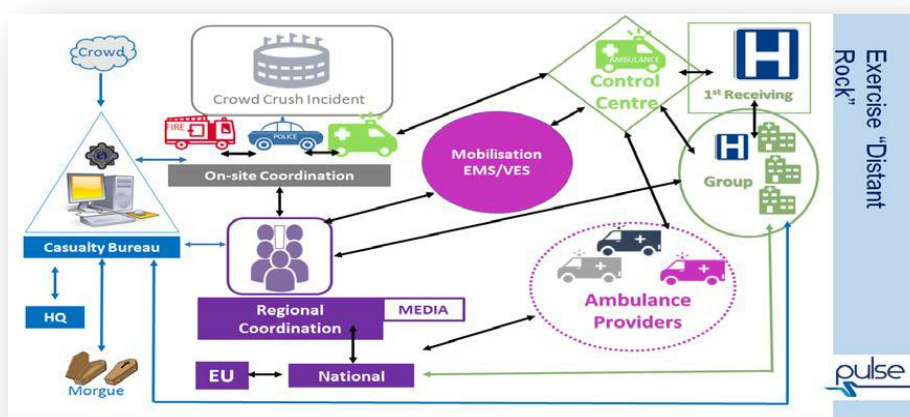 Crowd
Crowd Crush Incident
FIRE
POLICE
On-site Coordination
Casualty Bureau
HQ
Morgue
Regional
Coordination
MEDIA
EU
National
Mobilisation
EMS/VES
AMBULANCE
Control
Centre
H
1st Receiving
H
Group
Ambulance
Providers
Exercise "Distant
Rock"
pulse